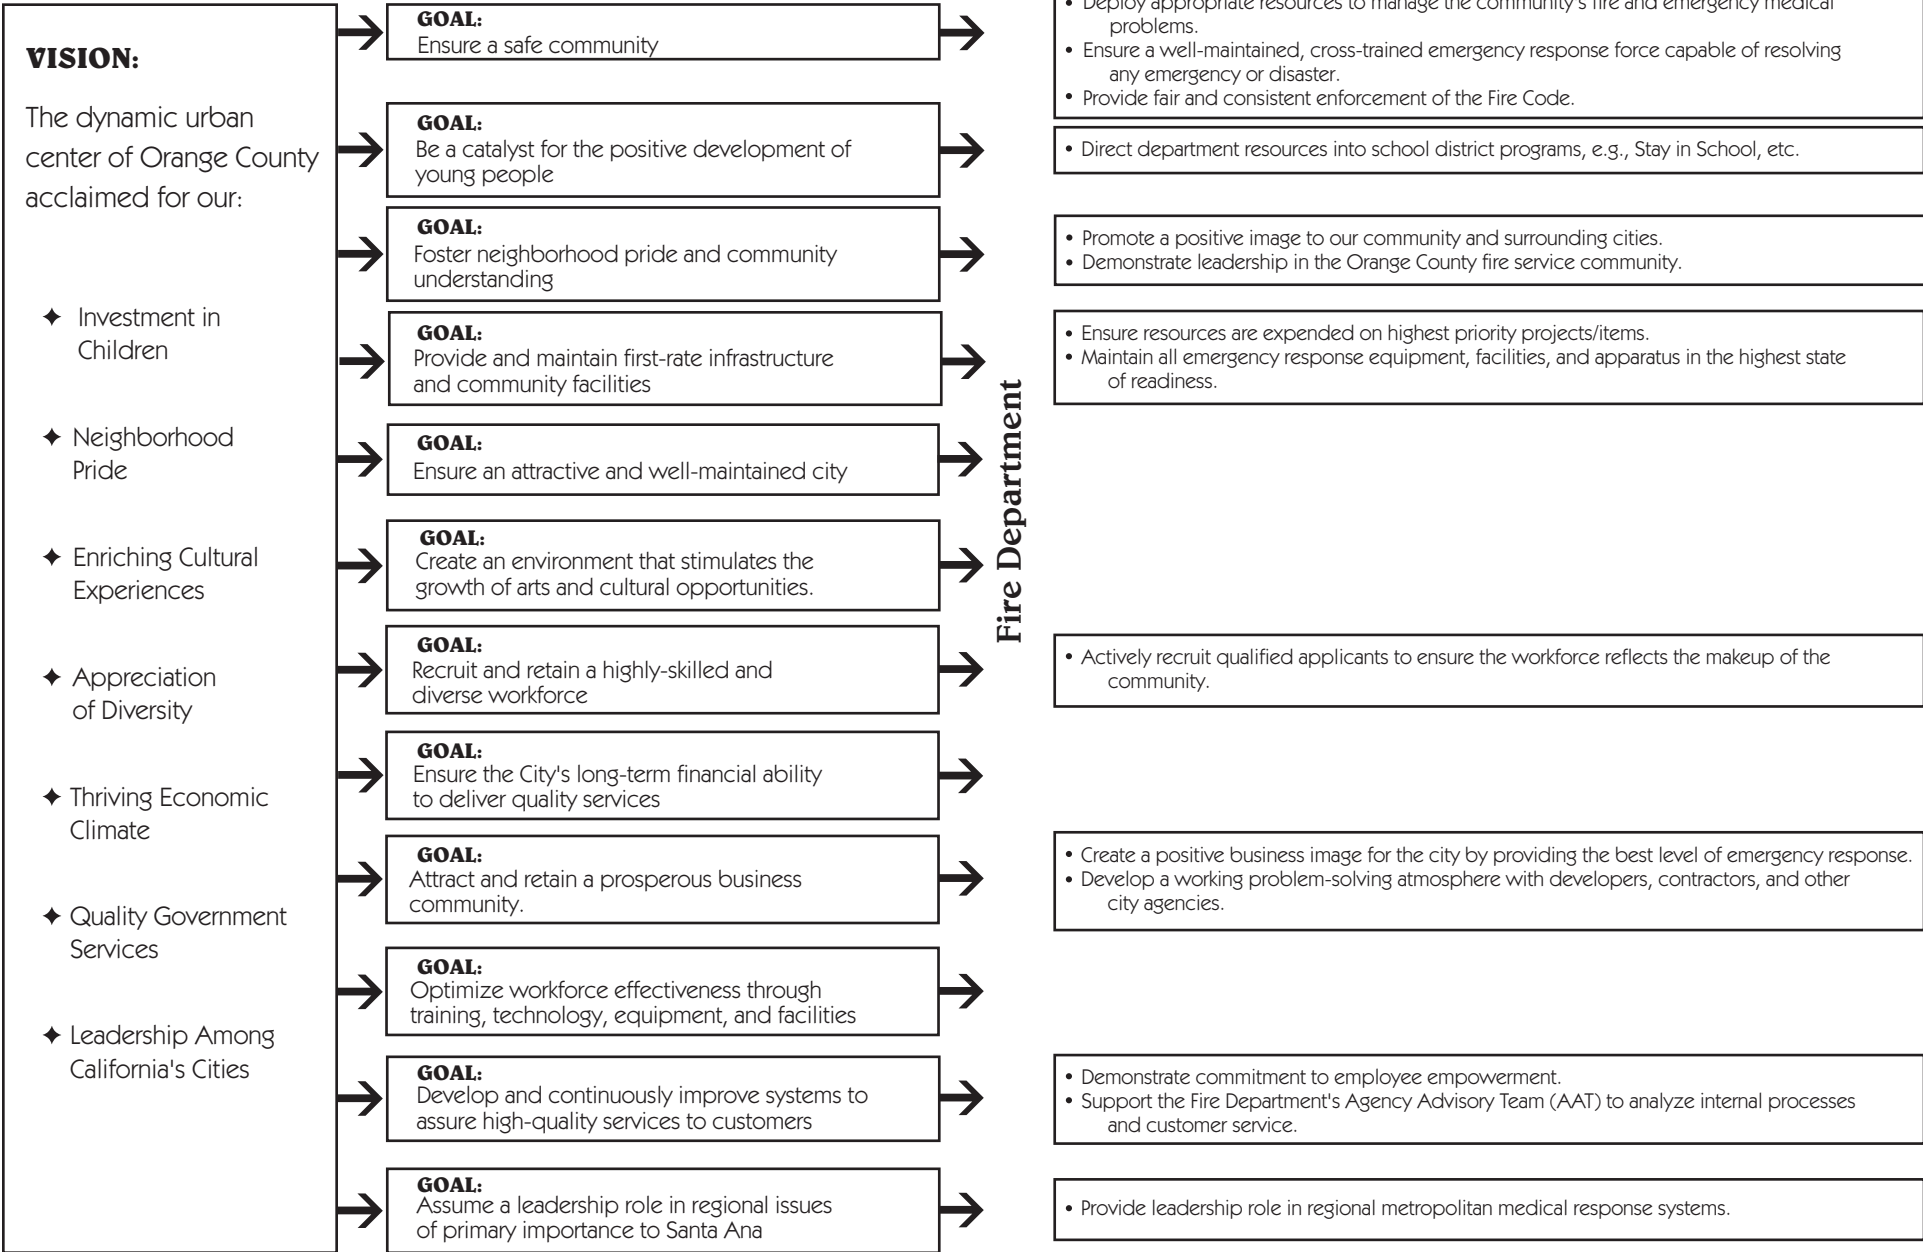 VISION:
The dynamic urban
center of Orange County
acclaimed for our:
✦ Investment in
Children
✦ Neighborhood
Pride
✦ Enriching Cultural
Experiences
✦ Appreciation
of Diversity
✦ Thriving Economic
Climate
✦ Quality Government
Services
✦ Leadership Among
California's Cities
GOAL:
Ensure a safe community
GOAL:
Be a catalyst for the positive development of
young people
GOAL:
Foster neighborhood pride and community
understanding
GOAL:
Provide and maintain first-rate infrastructure
and community facilities
GOAL:
Ensure an attractive and well-maintained city
GOAL:
Create an environment that stimulates the
growth of arts and cultural opportunities.
GOAL:
Recruit and retain a highly-skilled and
diverse workforce
GOAL:
Ensure the City's long-term financial ability
to deliver quality services
GOAL:
Attract and retain a prosperous business
community.
GOAL:
Optimize workforce effectiveness through
training, technology, equipment, and facilities
GOAL:
Develop and continuously improve systems to
assure high-quality services to customers
GOAL:
Assume a leadership role in regional issues
of primary importance to Santa Ana
Fire Department
• Deploy appropriate resources to manage the community's fire and emergency medical
problems.
• Ensure a well-maintained, cross-trained emergency response force capable of resolving
any emergency or disaster.
• Provide fair and consistent enforcement of the Fire Code.
• Direct department resources into school district programs, e.g., Stay in School, etc.
• Promote a positive image to our community and surrounding cities.
• Demonstrate leadership in the Orange County fire service community.
• Ensure resources are expended on highest priority projects/items.
• Maintain all emergency response equipment, facilities, and apparatus in the highest state
of readiness.
• Actively recruit qualified applicants to ensure the workforce reflects the makeup of the
community.
• Create a positive business image for the city by providing the best level of emergency response.
• Develop a working problem-solving atmosphere with developers, contractors, and other
city agencies.
• Demonstrate commitment to employee empowerment.
• Support the Fire Department's Agency Advisory Team (AAT) to analyze internal processes
and customer service.
• Provide leadership role in regional metropolitan medical response systems.